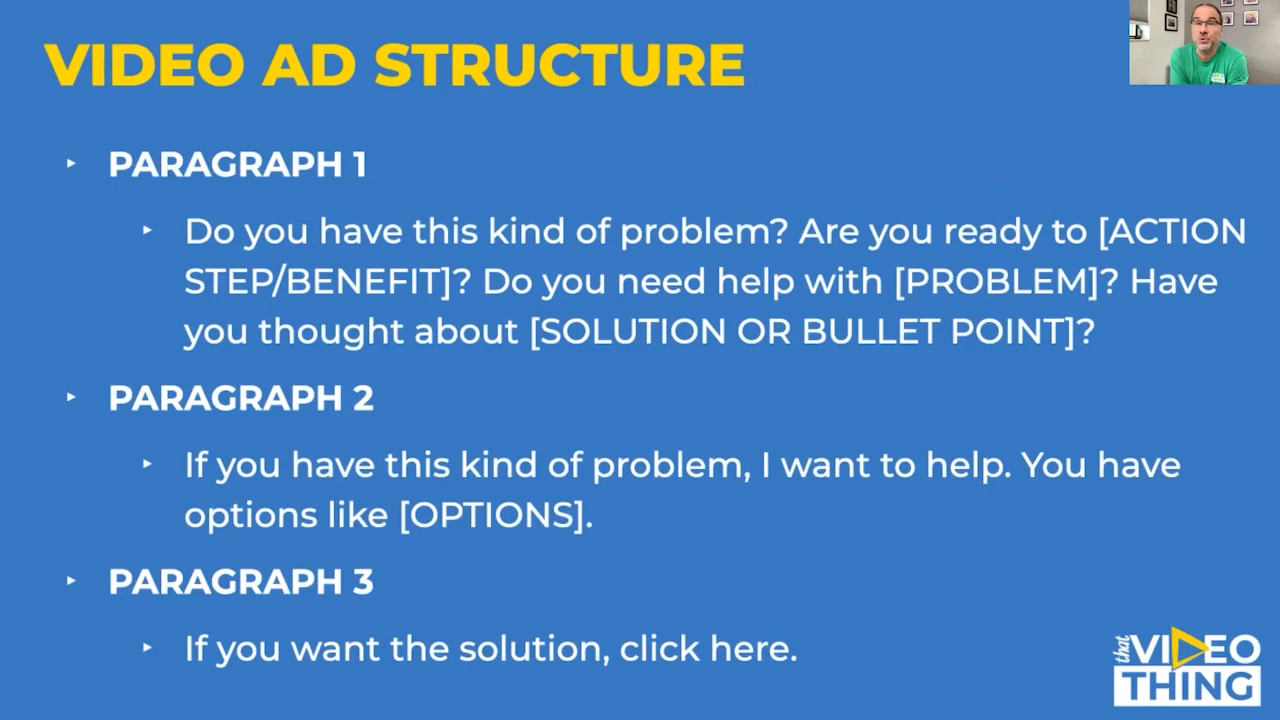 VIDEO AD STRUCTURE
PARAGRAPH 1
Do you have this kind of problem? Are you ready to [ACTION
STEP/BENEFIT]? Do you need help with [PROBLEM]? Have
you thought about [SOLUTION OR BULLET POINT]?
PARAGRAPH 2
If you have this kind of problem, I want to help. You have
options like [OPTIONS].
PARAGRAPH 3
If you want the solution, click here.
that VIDEO
THING